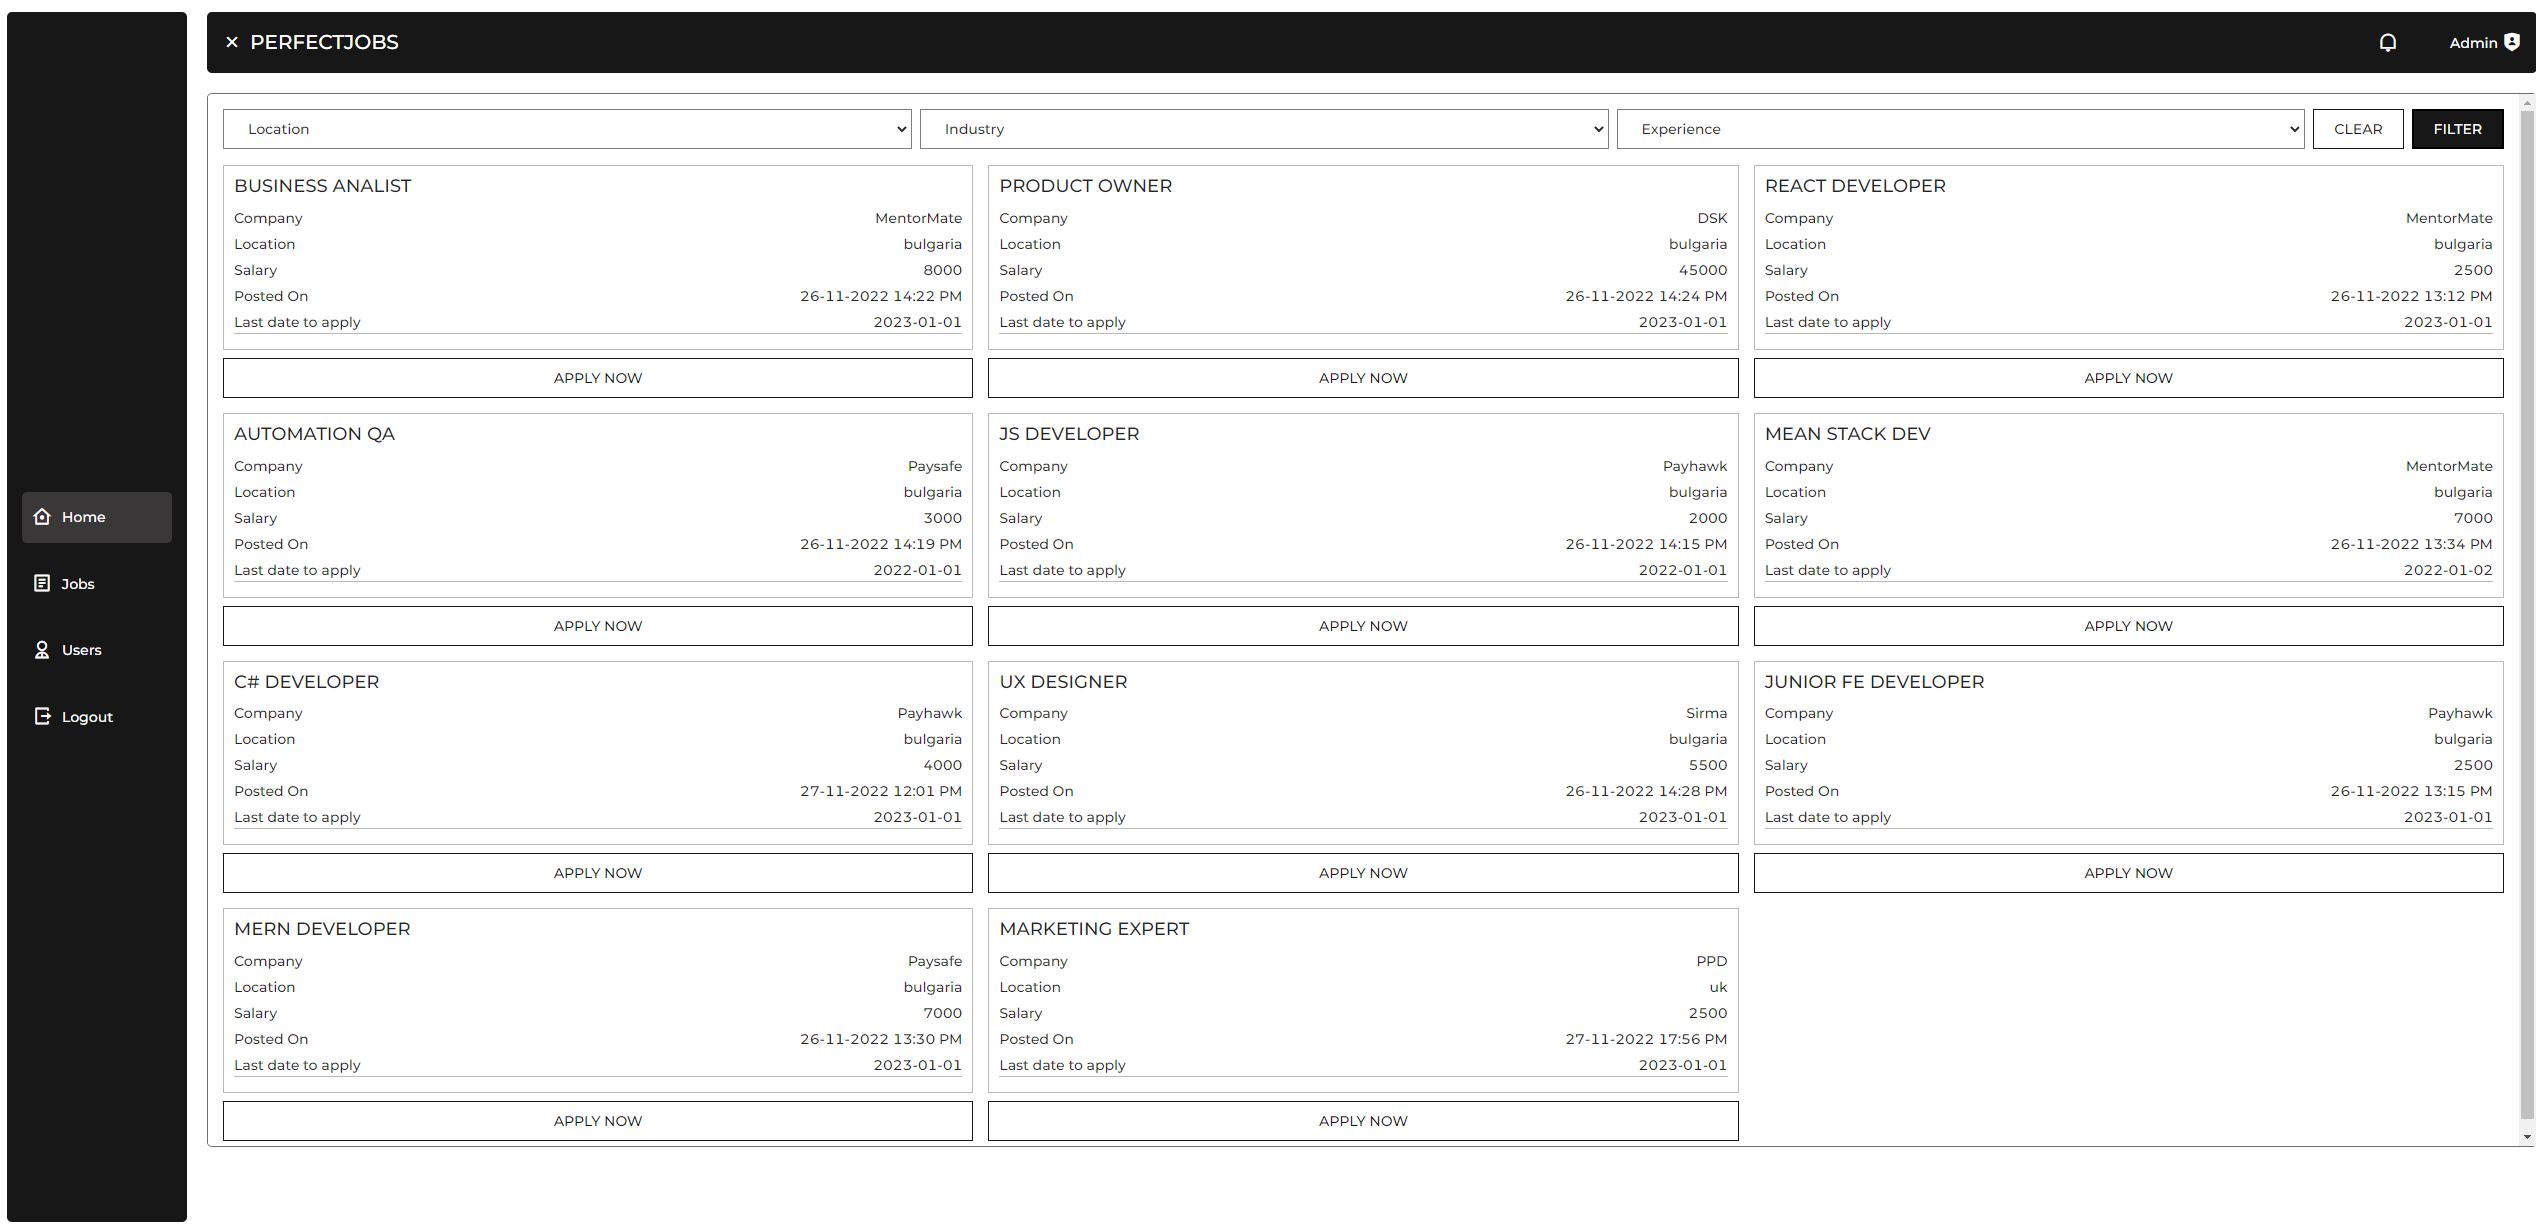 PERFECTJOBS
Admin
Home
Jobs
Users
Logout
Location Industry Experience CLEAR FILTER
BUSINESS ANALIST
Company MentorMate
Location bulgaria
Salary 8000
Posted On 26-11-2022 14:22 PM
Last date to apply 2023-01-01
APPLY NOW
PRODUCT OWNER
Company DSK
Location bulgaria
Salary 45000
Posted On 26-11-2022 14:24 PM
Last date to apply 2023-01-01
APPLY NOW
REACT DEVELOPER
Company MentorMate
Location bulgaria
Salary 2500
Posted On 26-11-2022 13:12 PM
Last date to apply 2023-01-01
APPLY NOW
AUTOMATION QA
Company Paysafe
Location bulgaria
Salary 3000
Posted On 26-11-2022 14:19 PM
Last date to apply 2022-01-01
APPLY NOW
JS DEVELOPER
Company Payhawk
Location bulgaria
Salary 2000
Posted On 26-11-2022 14:15 PM
Last date to apply 2022-01-01
APPLY NOW
MEAN STACK DEV
Company MentorMate
Location bulgaria
Salary 7000
Posted On 26-11-2022 13:34 PM
Last date to apply 2022-01-02
APPLY NOW
C# DEVELOPER
Company Payhawk
Location bulgaria
Salary 4000
Posted On 27-11-2022 12:01 PM
Last date to apply 2023-01-01
APPLY NOW
UX DESIGNER
Company Sirma
Location bulgaria
Salary 5500
Posted On 26-11-2022 14:28 PM
Last date to apply 2023-01-01
APPLY NOW
JUNIOR FE DEVELOPER
Company Payhawk
Location bulgaria
Salary 2500
Posted On 26-11-2022 13:15 PM
Last date to apply 2023-01-01
APPLY NOW
MERN DEVELOPER
Company Paysafe
Location bulgaria
Salary 7000
Posted On 26-11-2022 13:30 PM
Last date to apply 2023-01-01
APPLY NOW
MARKETING EXPERT
Company PPD
Location uk
Salary 2500
Posted On 27-11-2022 17:56 PM
Last date to apply 2023-01-01
APPLY NOW